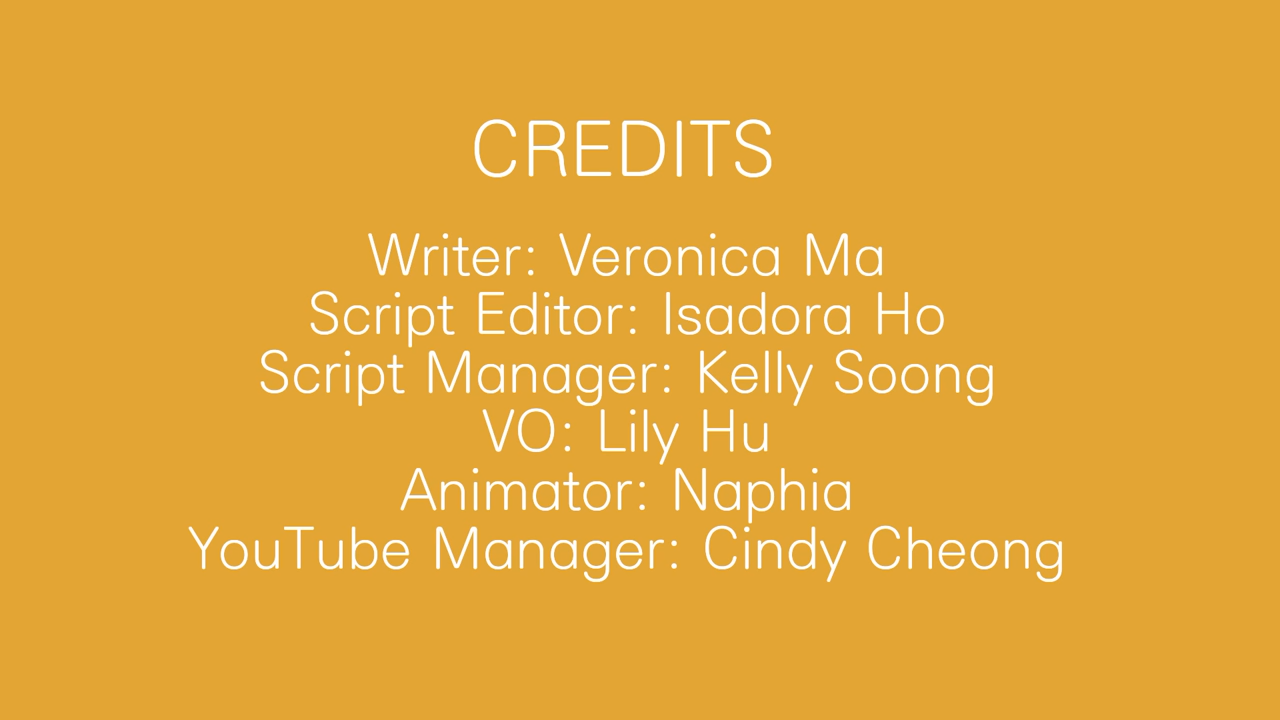 CREDITS
Writer: Veronica Ma
Script Editor: Isadora Ho
Script Manager: Kelly Soong
VO: Lily Hu
Animator: Naphia
YouTube Manager: Cindy Cheong